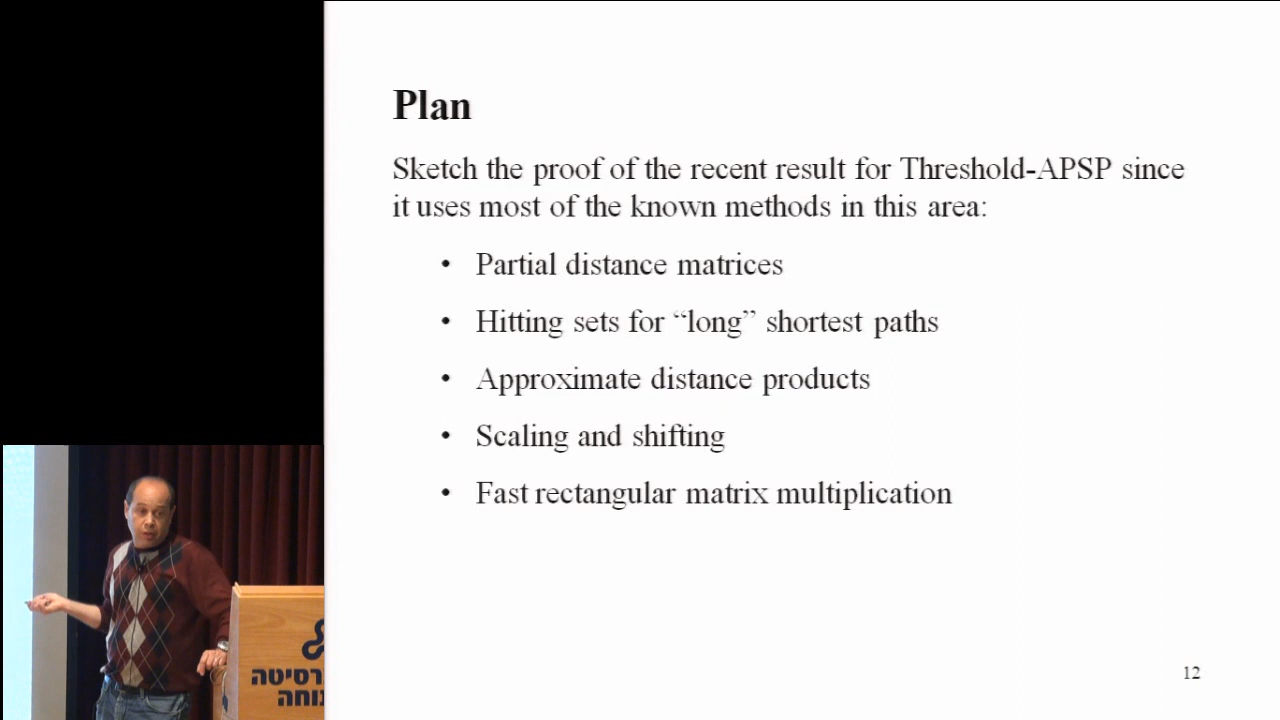 Plan
Sketch the proof of the recent result for Threshold-APSP since
it uses most of the known methods in this area:
• Partial distance matrices
• Hitting sets for “long” shortest paths
• Approximate distance products
• Scaling and shifting
• Fast rectangular matrix multiplication
12
רסיטה
וחה